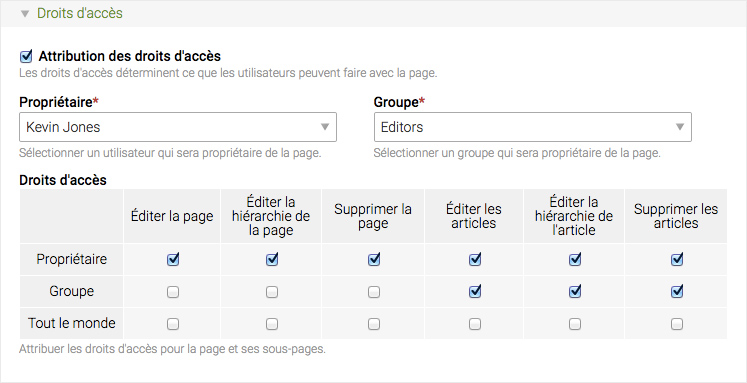 Droits d'accès
Attribution des droits d'accès
Les droits d'accès déterminent ce que les utilisateurs peuvent faire avec la page.
Propriétaire* Groupe*
Kevin Jones Editors
Sélectionner un utilisateur qui sera propriétaire de la page. Sélectionner un groupe qui sera propriétaire de la page.
Droits d'accès
Éditer la page
Éditer la
hiérarchie de
la page
Supprimer la
page
Éditer les
articles
Éditer la
hiérarchie de
l'article
Supprimer les
articles
Propriétaire
Groupe
Tout le monde
Attribuer les droits d'accès pour la page et ses sous-pages.